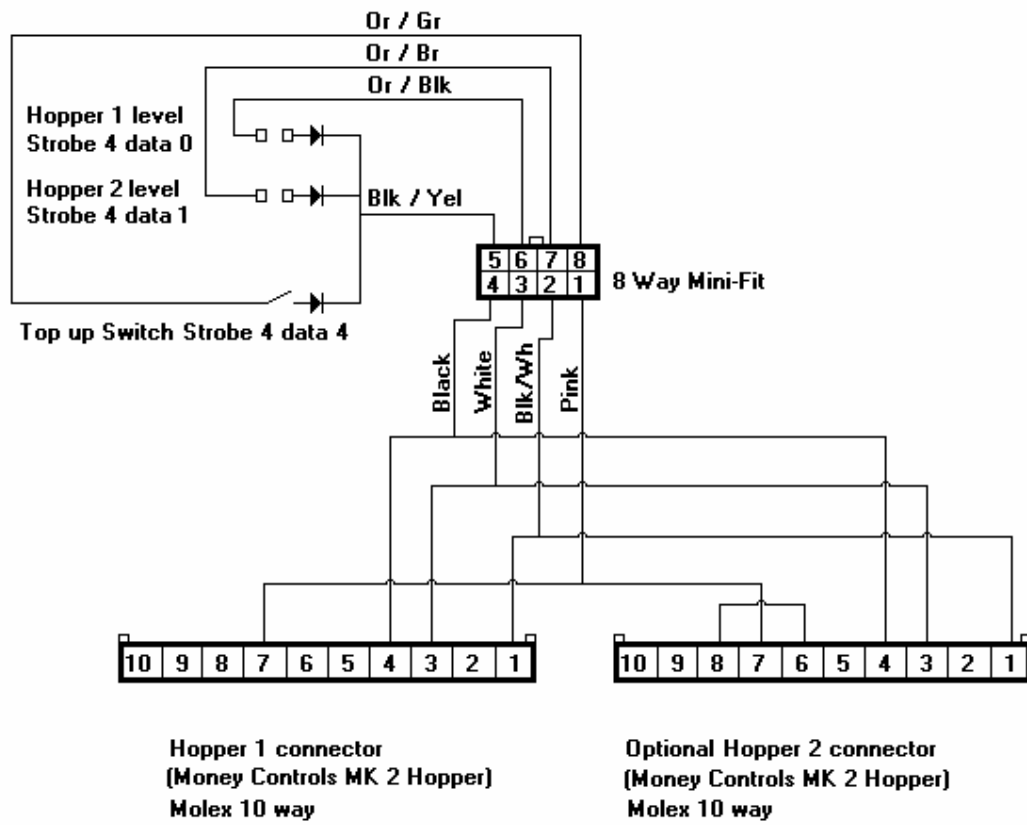 Or / Gr
Or / Br
Or / Blk
Hopper 1 level
Strobe 4 data 0
Hopper 2 level
Strobe 4 data 1
Blk / Yel
5 6 7 8
4 3 2 1
8 Way Mini-Fit
Top up Switch Strobe 4 data 4
Black
White
Blk/Wh
Pink
10 9 8 7 6 5 4 3 2 1
10 9 8 7 6 5 4 3 2 1
Hopper 1 connector
(Money Controls MK 2 Hopper)
Molex 10 way
Optional Hopper 2 connector
(Money Controls MK 2 Hopper)
Molex 10 way